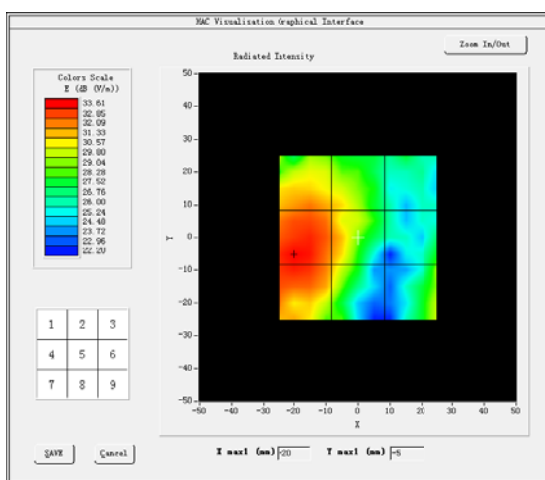 HAC Visualisation Graphical Interface
Zoom In/Out
Radiated Intensity
Colors Scale
E (dB (V/m))
33.61
32.85
32.09
31.33
30.57
29.80
29.04
28.28
27.52
26.76
26.00
25.24
24.48
23.72
22.96
22.20
50
40
30
20
10
0
-10
-20
-30
-40
-50
Y
-50 -40 -30 -20 -10 0 10 20 30 40 50
X
1 2 3
4 5 6
7 8 9
SAVE
Cancel
X max1 (mm) -20 Y max1 (mm) -5